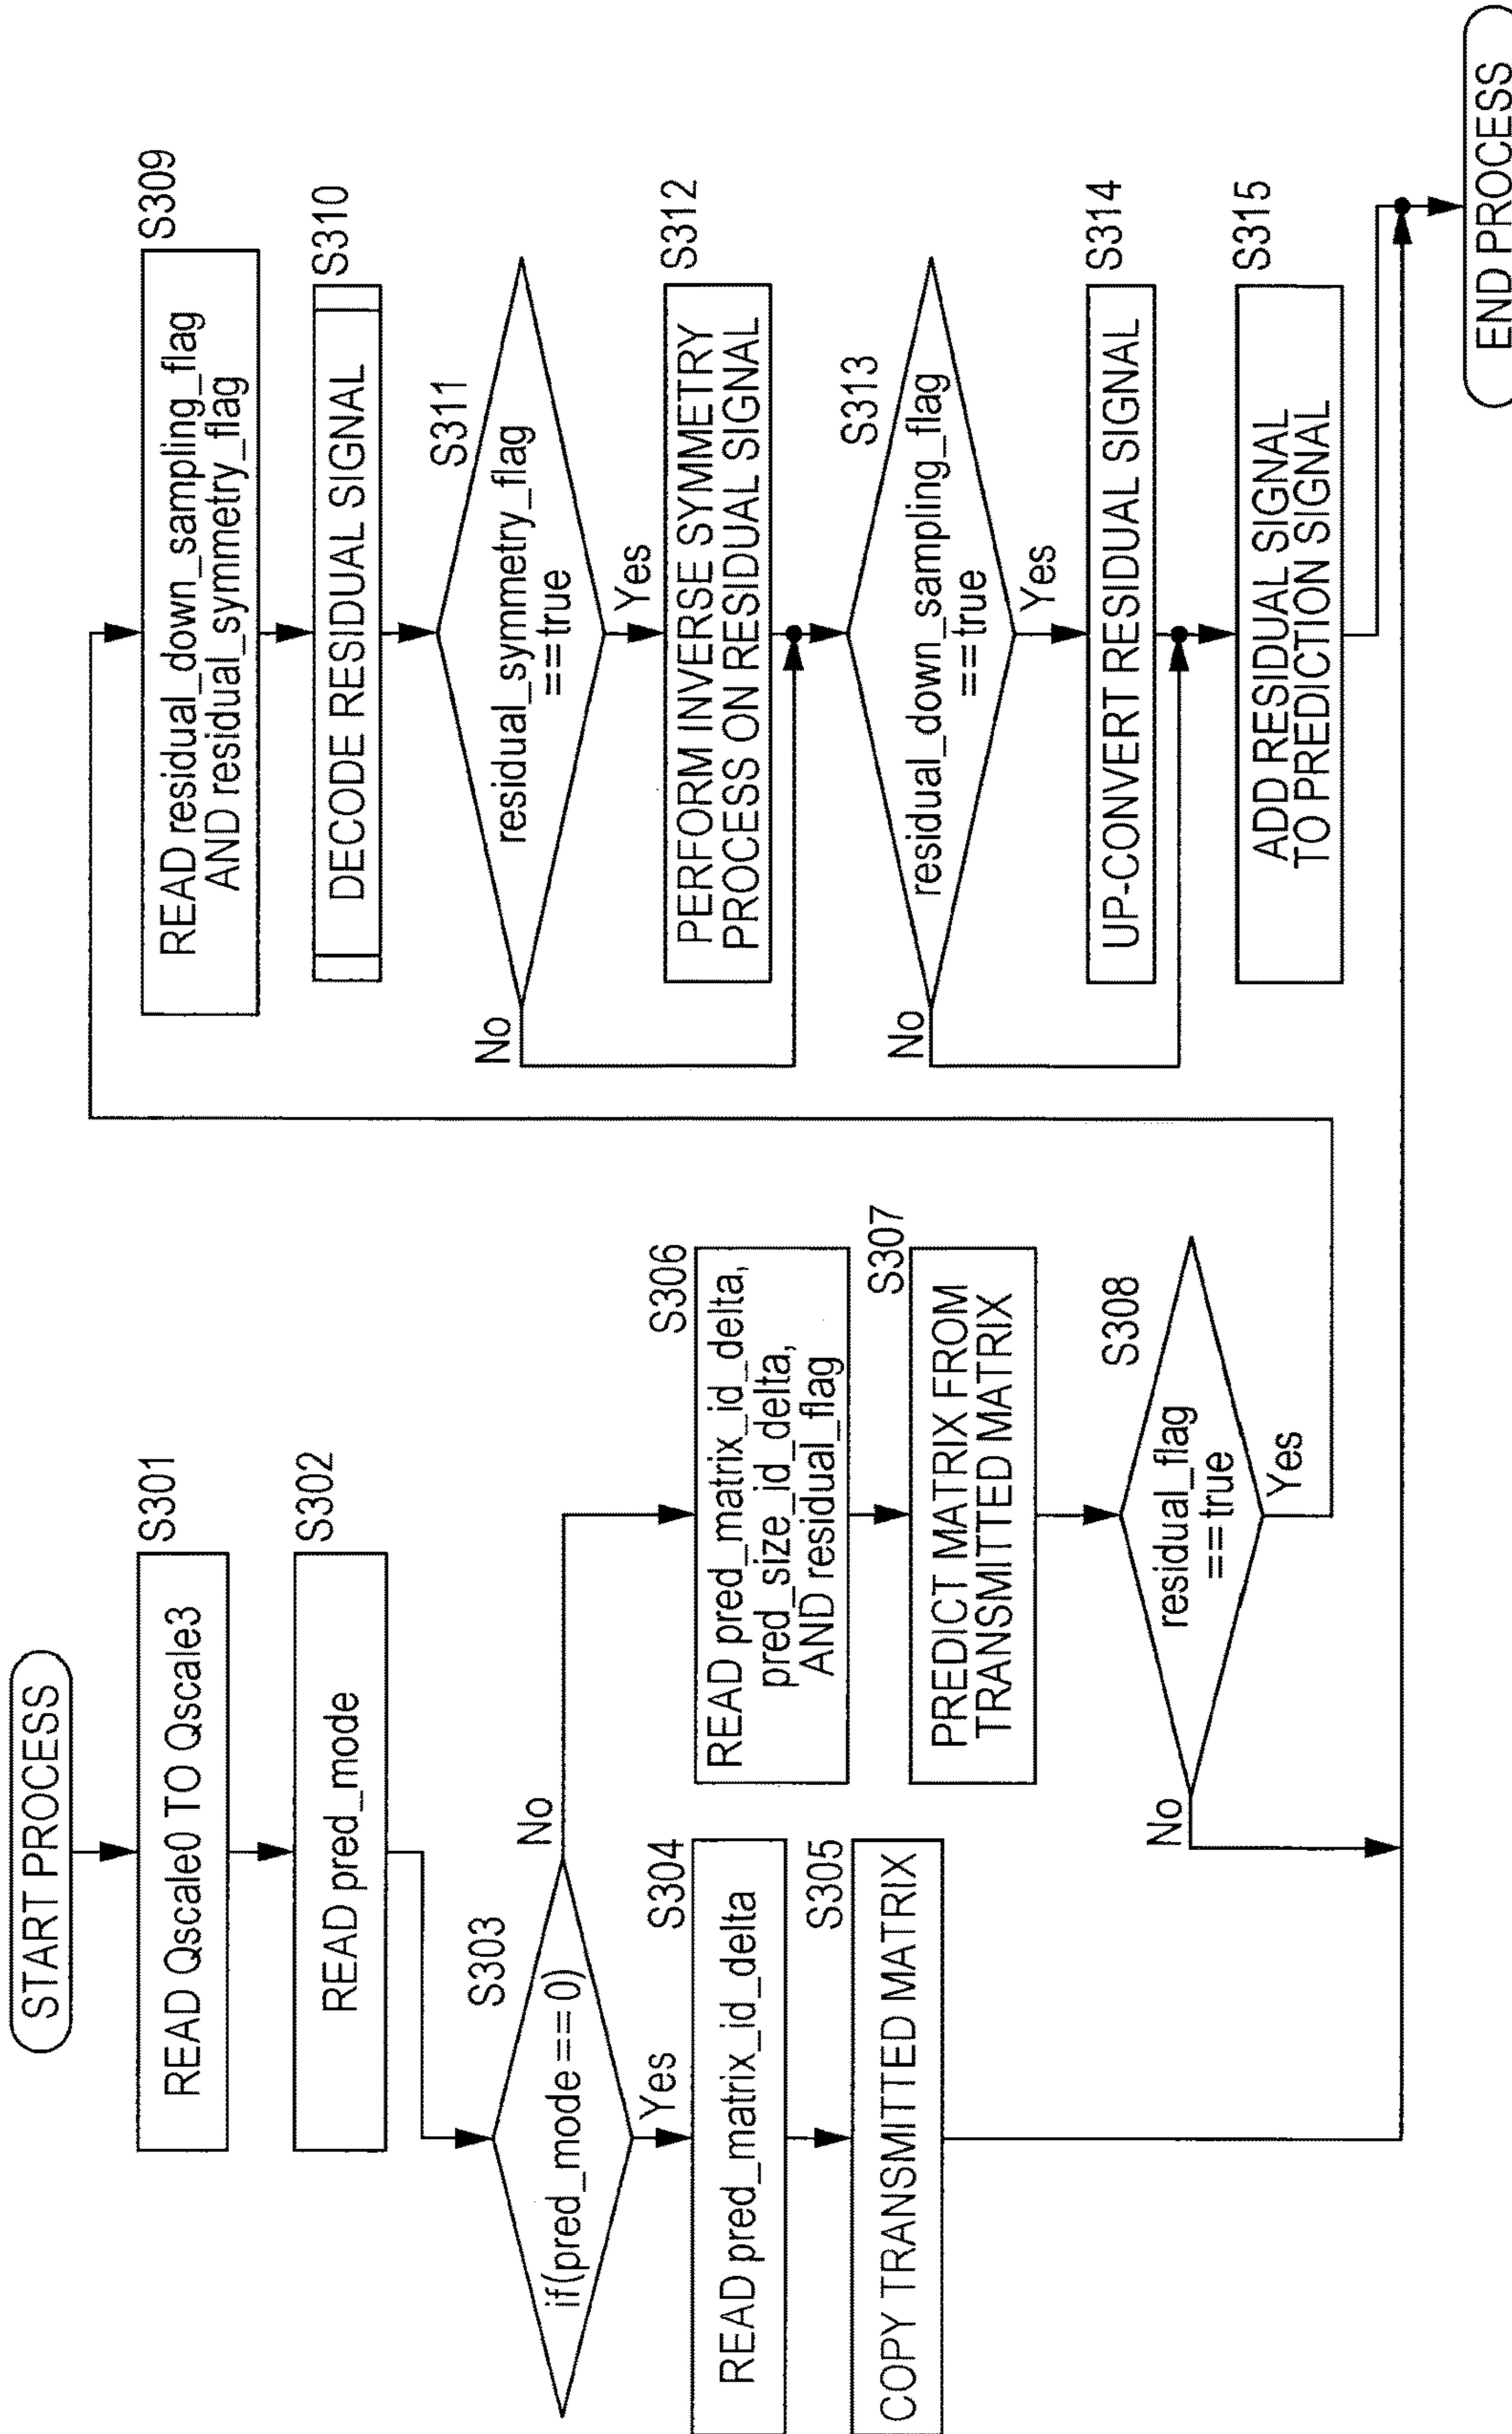 START PROCESS
S301
READ Qscale0 TO Qscale3
S302
READ pred_mode
S303
if(pred_mode==0)
No
Yes
S304
READ pred_matrix_id_delta
S305
COPY TRANSMITTED MATRIX
S306
READ pred_matrix_id_delta,
pred_size_id_delta,
AND residual_flag
S307
PREDICT MATRIX FROM
TRANSMITTED MATRIX
S308
residual_flag
==true
No
Yes
S309
READ residual_down_sampling_flag
AND residual_symmetry_flag
S310
DECODE RESIDUAL SIGNAL
S311
residual_symmetry_flag
==true
No
Yes
S312
PERFORM INVERSE SYMMETRY
PROCESS ON RESIDUAL SIGNAL
S313
residual_down_sampling_flag
==true
No
Yes
S314
UP-CONVERT RESIDUAL SIGNAL
S315
ADD RESIDUAL SIGNAL
TO PREDICTION SIGNAL
END PROCESS